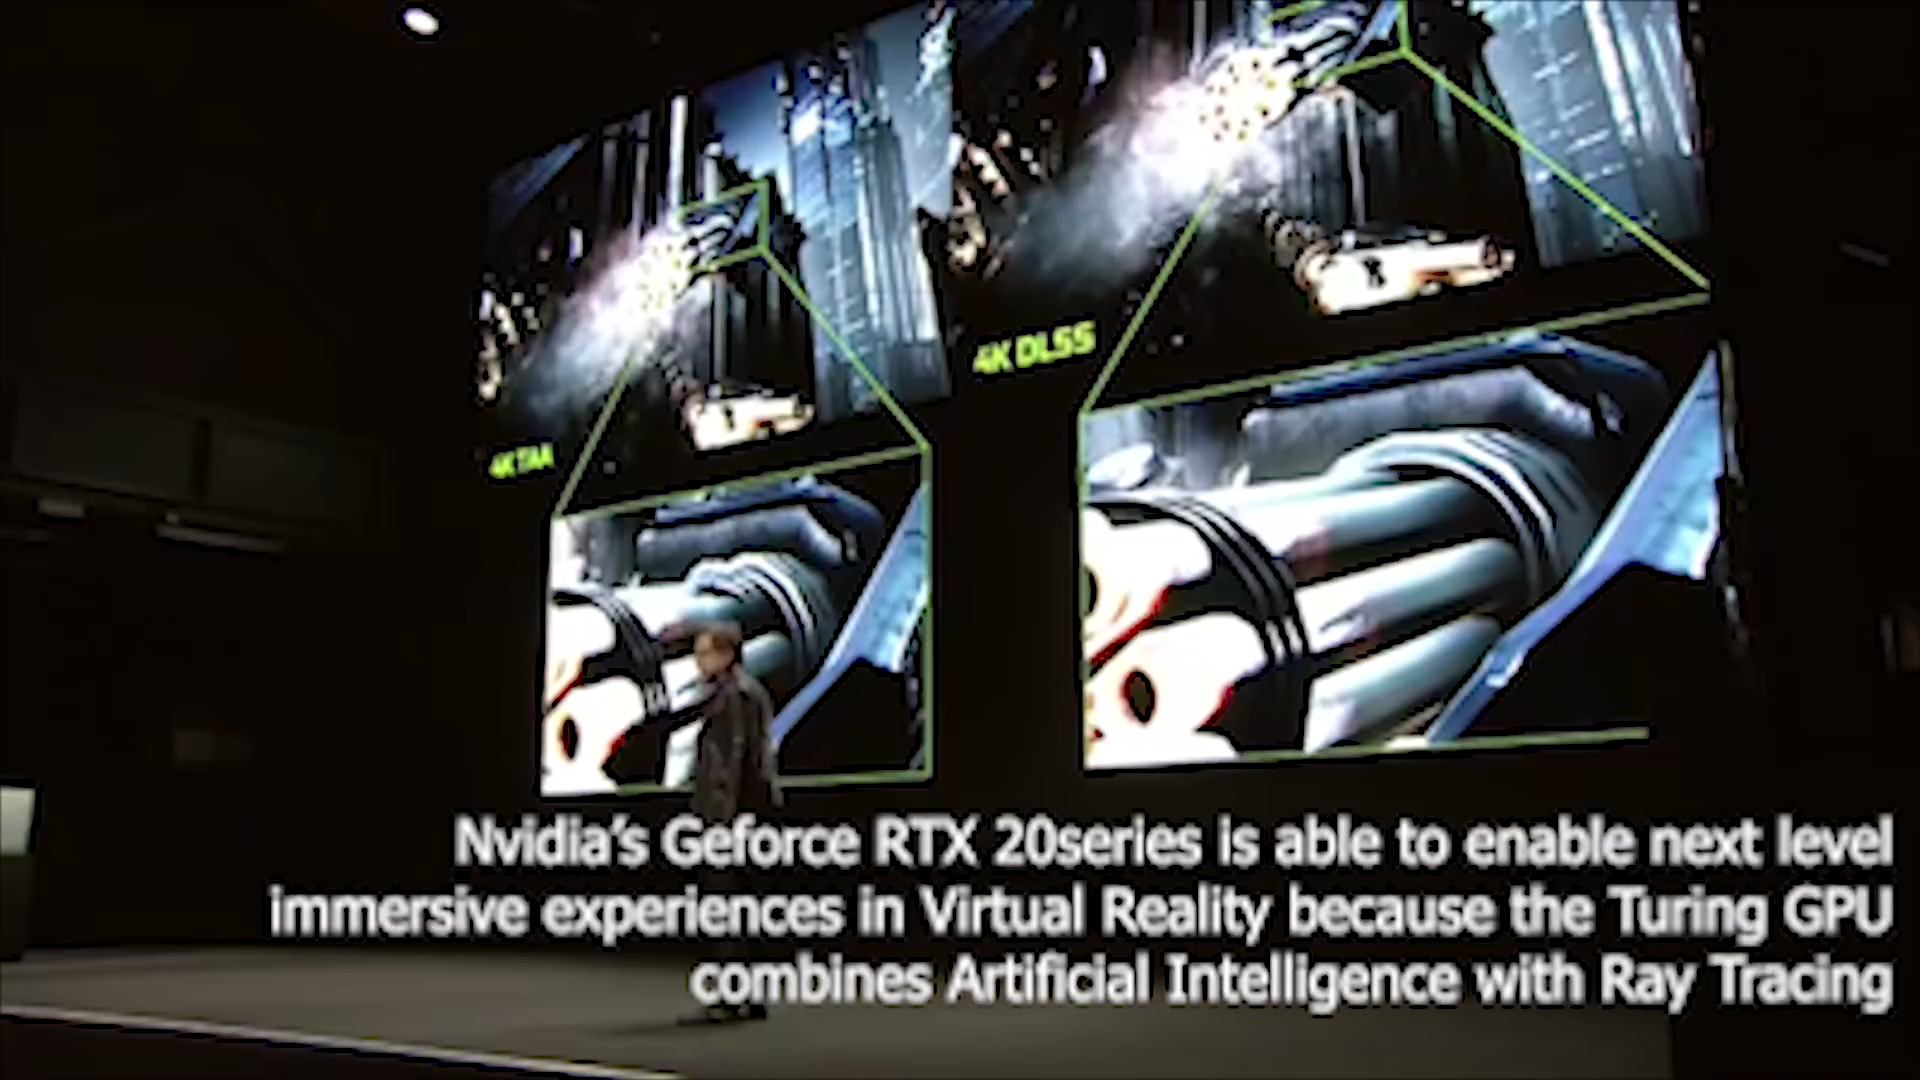 4K TAA
4K DLSS
Nvidia's Geforce RTX 20series is able to enable next level
immersive experiences in Virtual Reality because the Turing GPU
combines Artificial Intelligence with Ray Tracing